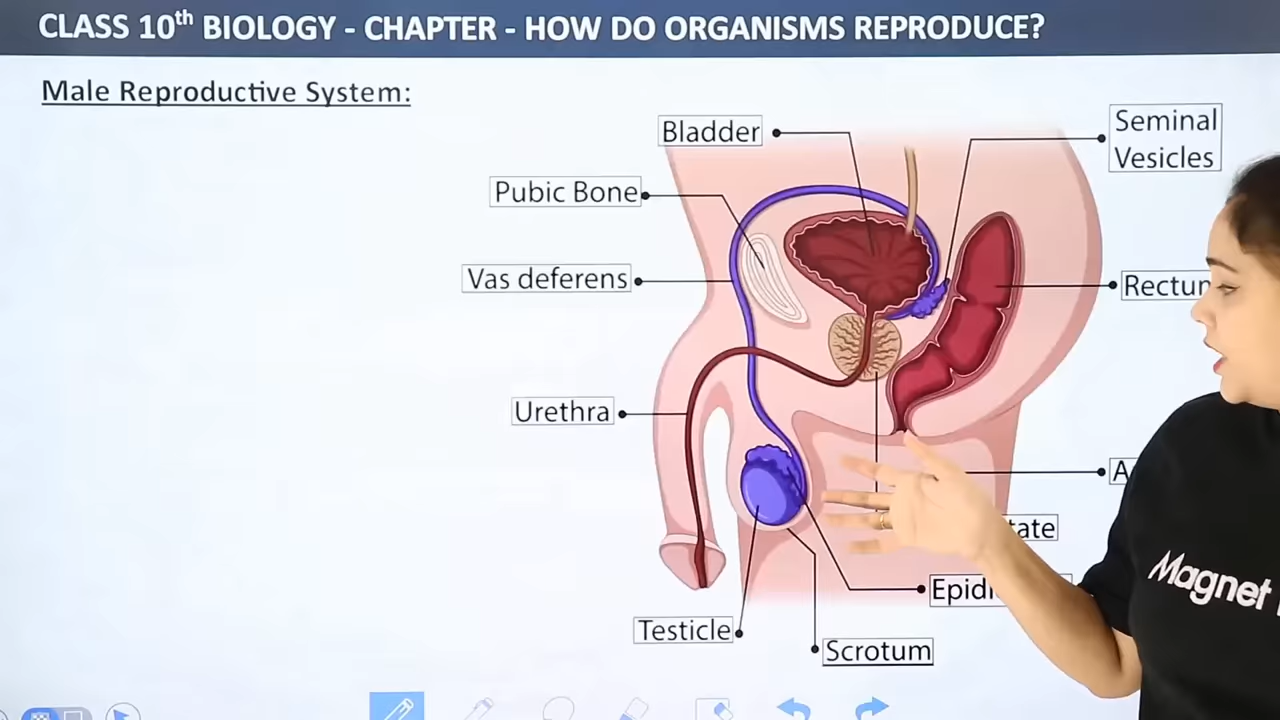 CLASS 10th BIOLOGY - CHAPTER - HOW DO ORGANISMS REPRODUCE?
Male Reproductive System:
Bladder
Seminal
Vesicles
Pubic Bone
Vas deferens
Urethra
Testicle
Scrotum
Magnet